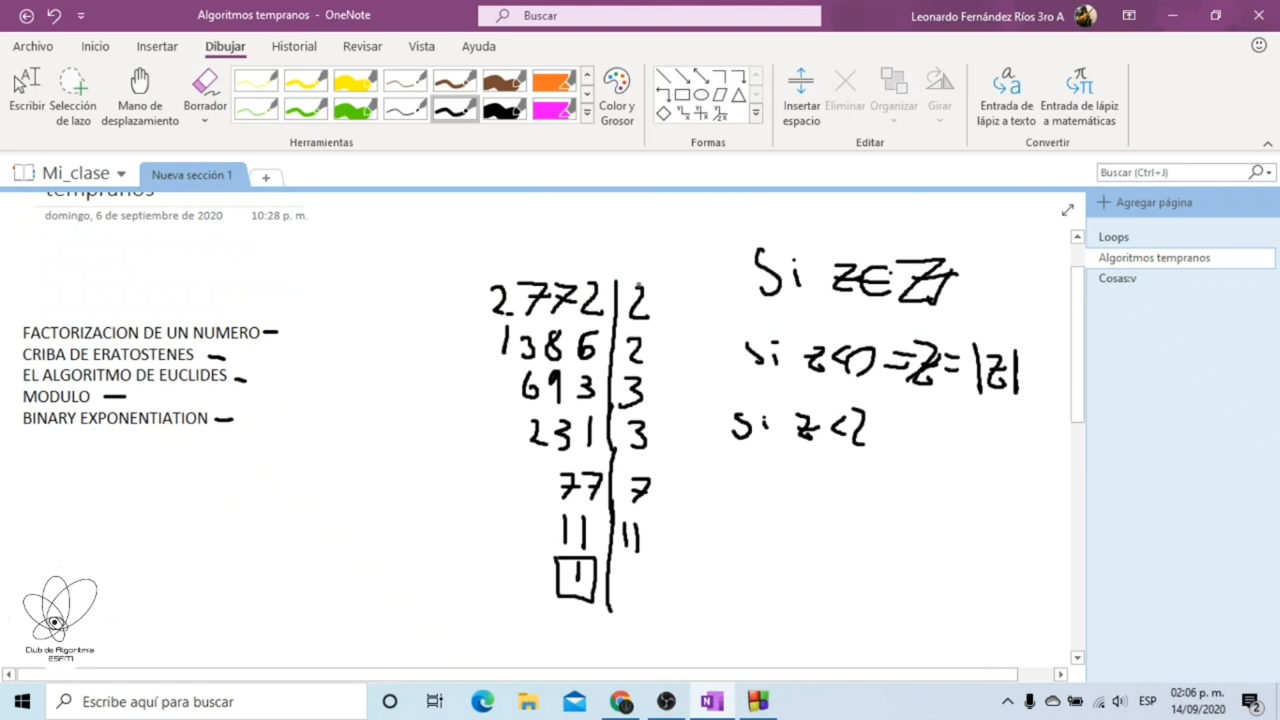 Algoritmos tempranos - OneNote
Buscar
Leonardo Fernández Ríos 3ro A
Archivo Inicio Insertar Dibujar Historial Revisar Vista Ayuda
Escribir
Selección de lazo
Mano de desplazamiento
Borrador
Color y Grosor
Insertar espacio
Eliminar
Organizar
Girar
Entrada de lápiz a texto
Entrada de lápiz a matemáticas
Herramientas
Formas
Editar
Convertir
Mi_clase
Nueva sección 1
Buscar (Ctrl+J)
tempranos
domingo, 6 de septiembre de 2020 10:28 p. m.
Agregar página
Loops
Algoritmos tempranos
Cosas:v
FACTORIZACION DE UN NUMERO
CRIBA DE ERATOSTENES
EL ALGORITMO DE EUCLIDES
MODULO
BINARY EXPONENTIATION
2772 | 2
1386 | 2
693 | 3
231 | 3
77 | 7
11 | 11
1
Si z∈Z
si z<0 => z = |z|
si z<2
Club de Algoritmia
ESFM
Escribe aquí para buscar
ESP
02:06 p. m.
14/09/2020
2